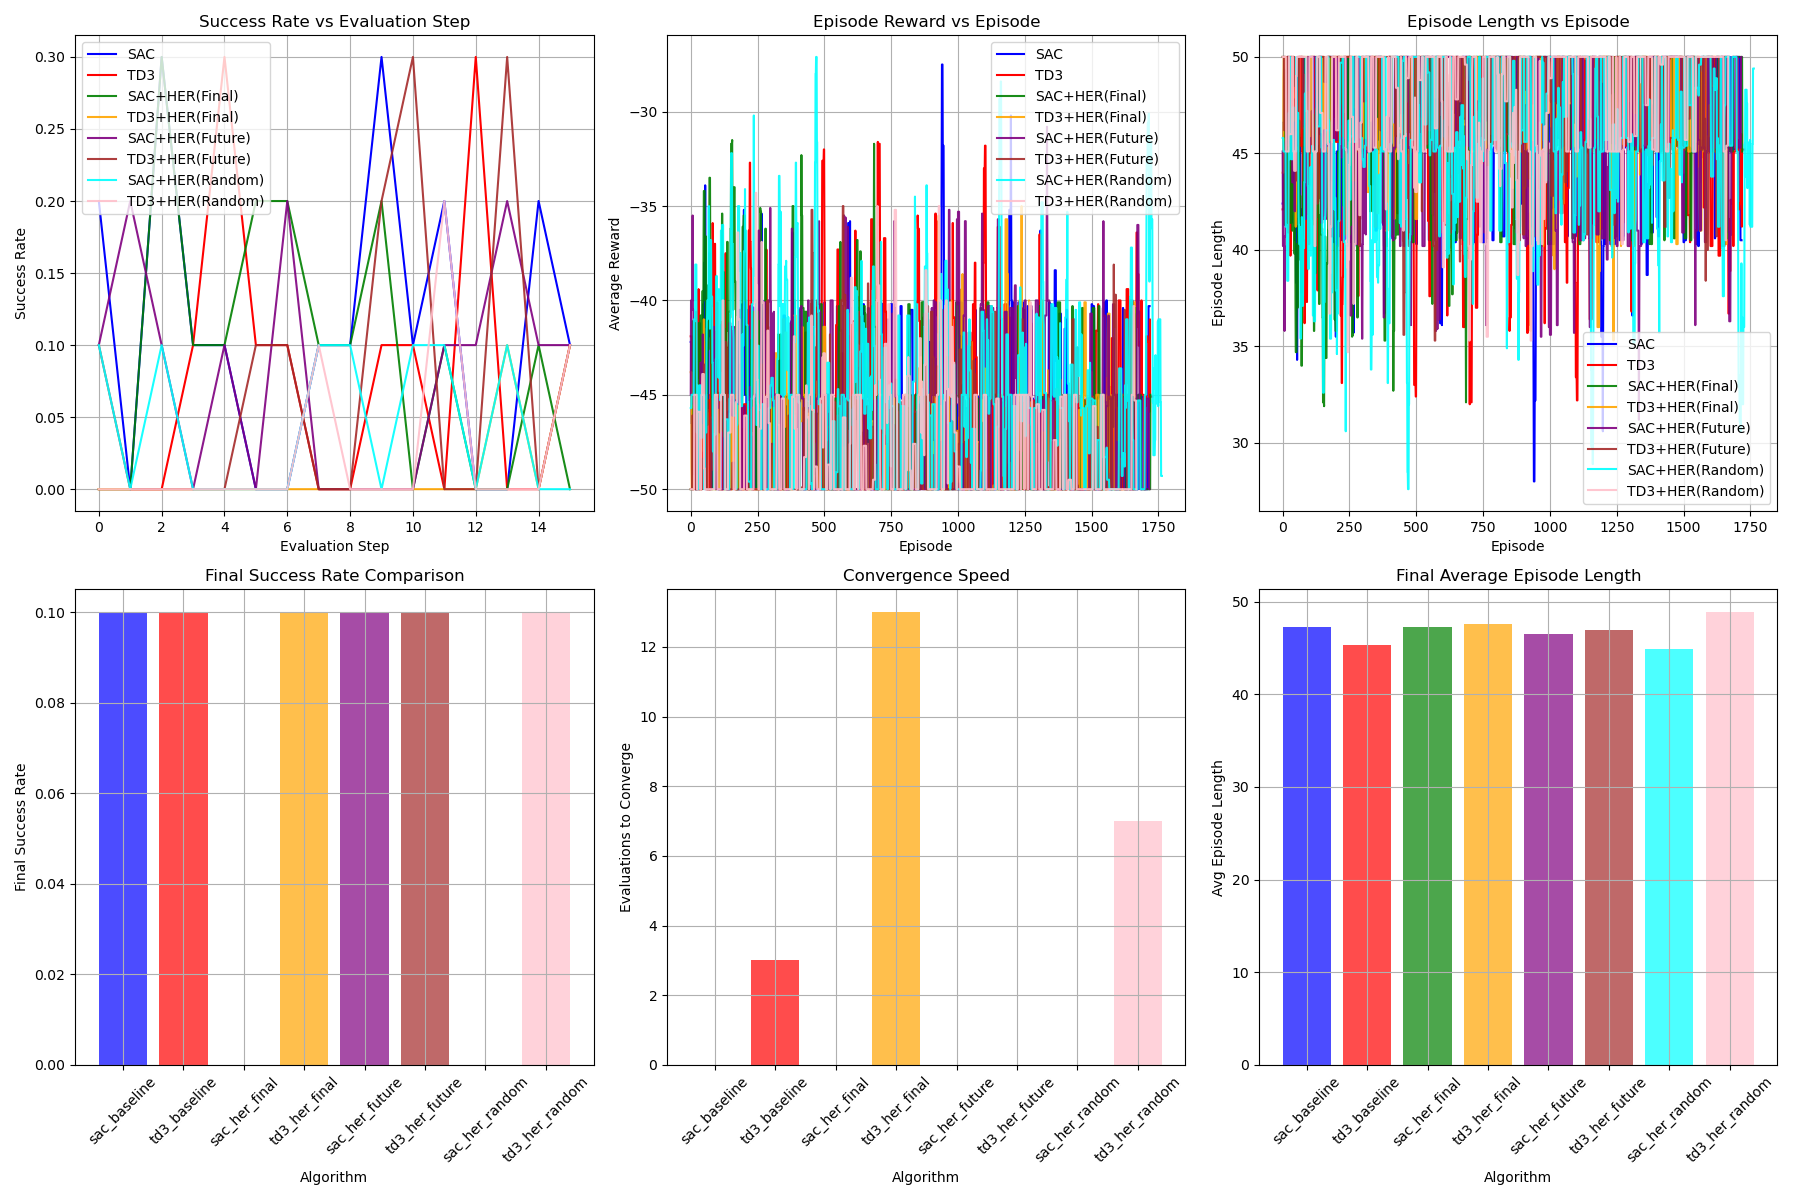 Success Rate vs Evaluation Step
0.30
0.25
0.20
0.15
0.10
0.05
0.00
Success Rate
SAC
TD3
SAC+HER(Final)
TD3+HER(Final)
SAC+HER(Future)
TD3+HER(Future)
SAC+HER(Random)
TD3+HER(Random)
0 2 4 6 8 10 12 14
Evaluation Step
Episode Reward vs Episode
−30
−35
−40
−45
−50
Average Reward
SAC
TD3
SAC+HER(Final)
TD3+HER(Final)
SAC+HER(Future)
TD3+HER(Future)
SAC+HER(Random)
TD3+HER(Random)
0 250 500 750 1000 1250 1500 1750
Episode
Episode Length vs Episode
50
45
40
35
30
Episode Length
SAC
TD3
SAC+HER(Final)
TD3+HER(Final)
SAC+HER(Future)
TD3+HER(Future)
SAC+HER(Random)
TD3+HER(Random)
0 250 500 750 1000 1250 1500 1750
Episode
Final Success Rate Comparison
0.10
0.08
0.06
0.04
0.02
0.00
Final Success Rate
sac_baseline
td3_baseline
sac_her_final
td3_her_final
sac_her_future
td3_her_future
sac_her_random
td3_her_random
Algorithm
Convergence Speed
12
10
8
6
4
2
0
Evaluations to Converge
sac_baseline
td3_baseline
sac_her_final
td3_her_final
sac_her_future
td3_her_future
sac_her_random
td3_her_random
Algorithm
Final Average Episode Length
50
40
30
20
10
0
Avg Episode Length
sac_baseline
td3_baseline
sac_her_final
td3_her_final
sac_her_future
td3_her_future
sac_her_random
td3_her_random
Algorithm